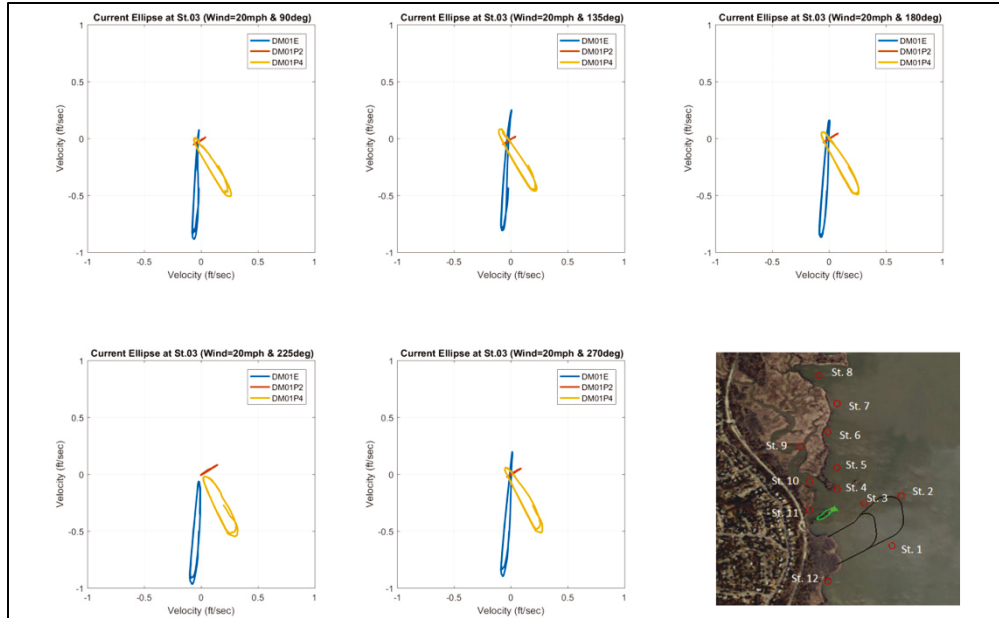 Current Ellipse at St.03 (Wind=20mph & 90deg)
1
0.5
0
-0.5
-1
-1
-0.5
0
0.5
1
Velocity (ft/sec)
Velocity (ft/sec)
DM01E
DM01P2
DM01P4
Current Ellipse at St.03 (Wind=20mph & 135deg)
1
0.5
0
-0.5
-1
-1
-0.5
0
0.5
1
Velocity (ft/sec)
Velocity (ft/sec)
DM01E
DM01P2
DM01P4
Current Ellipse at St.03 (Wind=20mph & 180deg)
1
0.5
0
-0.5
-1
-1
-0.5
0
0.5
1
Velocity (ft/sec)
Velocity (ft/sec)
DM01E
DM01P2
DM01P4
Current Ellipse at St.03 (Wind=20mph & 225deg)
1
0.5
0
-0.5
-1
-1
-0.5
0
0.5
1
Velocity (ft/sec)
Velocity (ft/sec)
DM01E
DM01P2
DM01P4
Current Ellipse at St.03 (Wind=20mph & 270deg)
1
0.5
0
-0.5
-1
-1
-0.5
0
0.5
1
Velocity (ft/sec)
Velocity (ft/sec)
DM01E
DM01P2
DM01P4
St. 8
St. 7
St. 6
St. 9
St. 5
St. 10
St. 4
St. 3
St. 2
St. 11
St. 1
St. 12